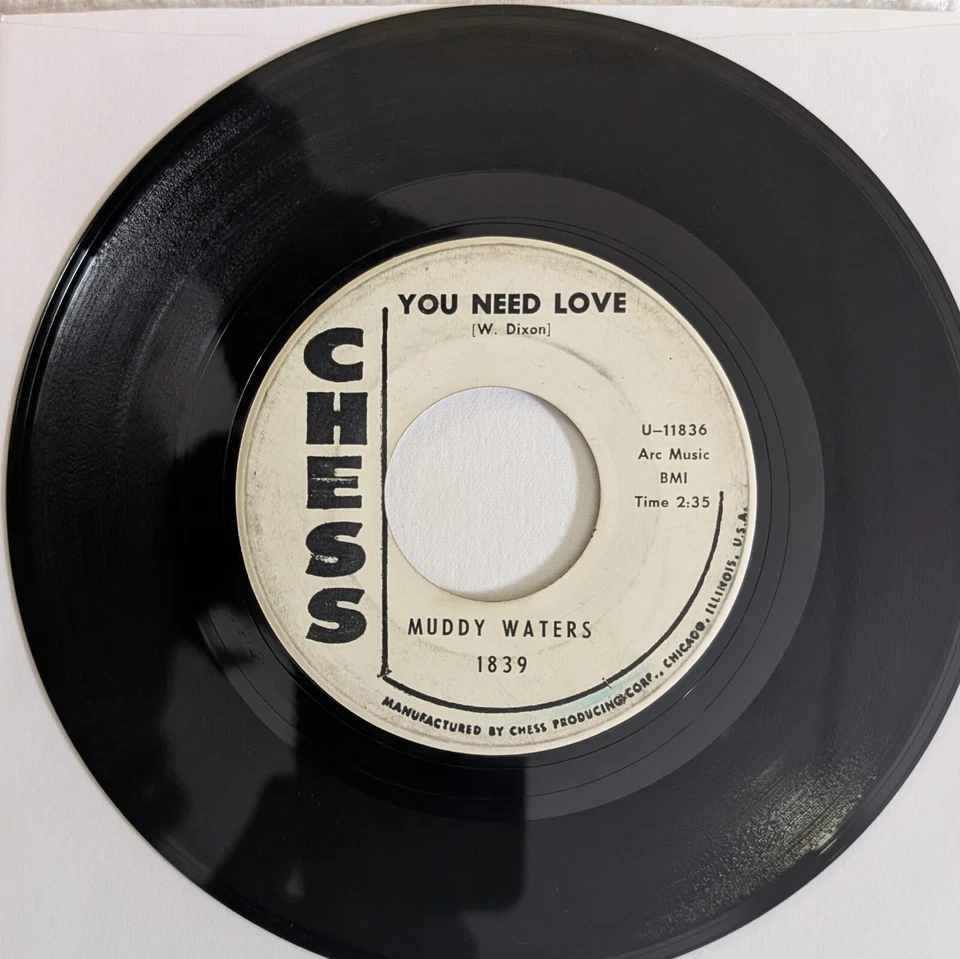 CHESS
YOU NEED LOVE
[W. Dixon]
U-11836
Arc Music
BMI
Time 2:35
MUDDY WATERS
1839
MANUFACTURED BY CHESS PRODUCING CORP., CHICAGO, ILLINOIS, U.S.A.